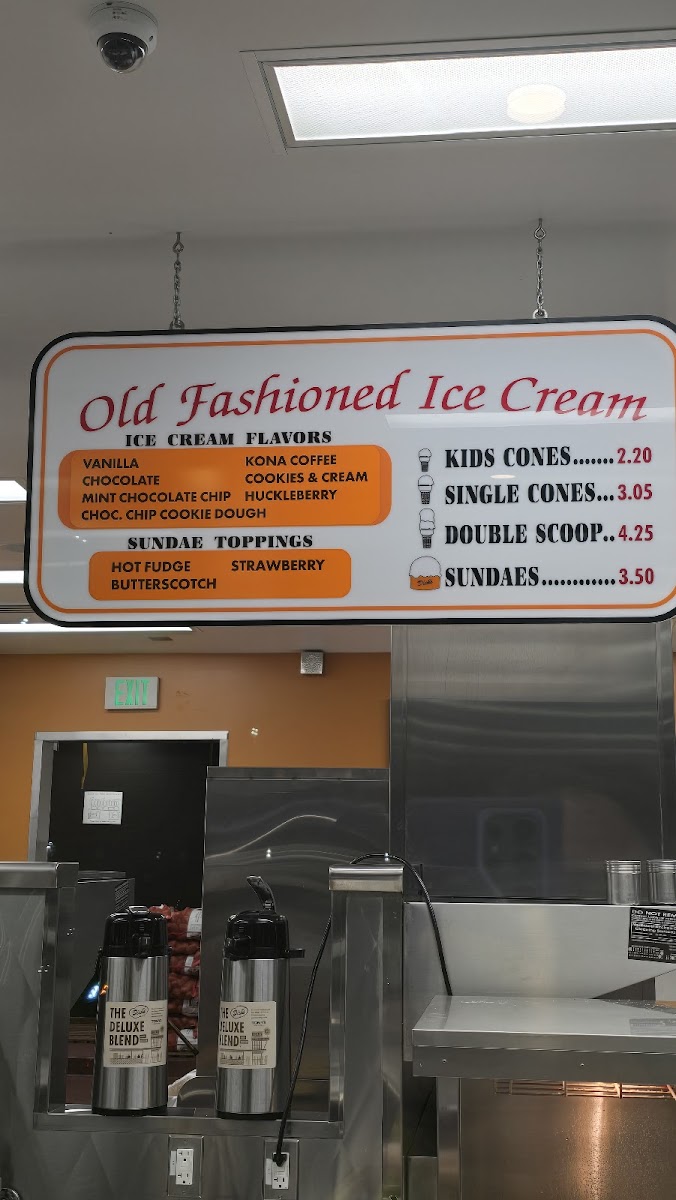 Old Fashioned Ice Cream
ICE CREAM FLAVORS
VANILLA
CHOCOLATE
MINT CHOCOLATE CHIP
CHOC. CHIP COOKIE DOUGH
KONA COFFEE
COOKIES & CREAM
HUCKLEBERRY
SUNDAE TOPPINGS
HOT FUDGE
BUTTERSCOTCH
STRAWBERRY
KIDS CONES.......2.20
SINGLE CONES...3.05
DOUBLE SCOOP..4.25
SUNDAES.............3.50
EXIT
THE
DELUXE
BLEND
THE
DELUXE
BLEND